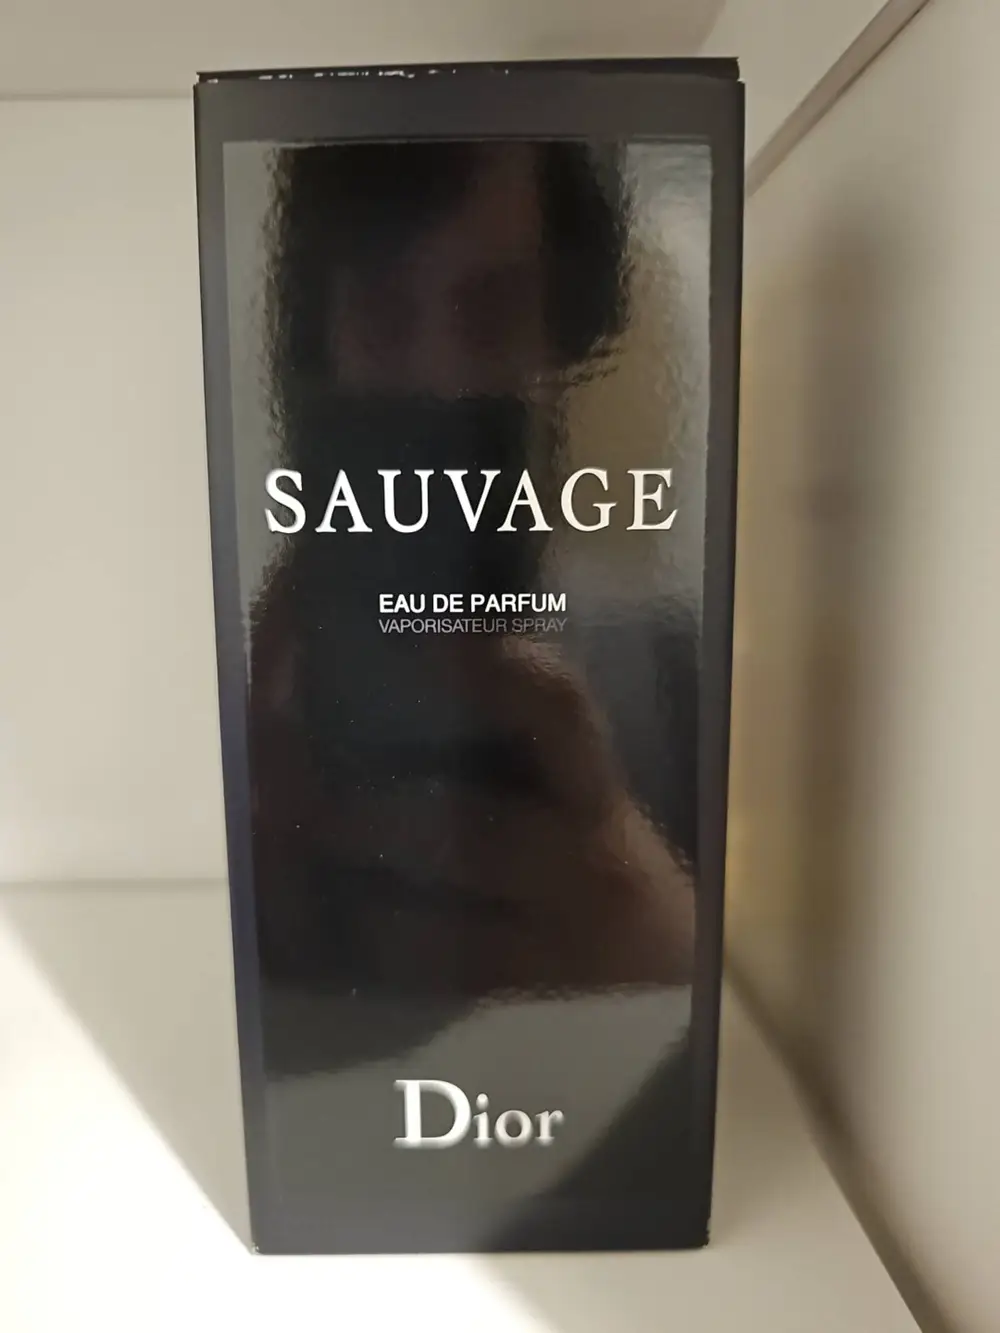 SAUVAGE
EAU DE PARFUM
VAPORISATEUR SPRAY
Dior